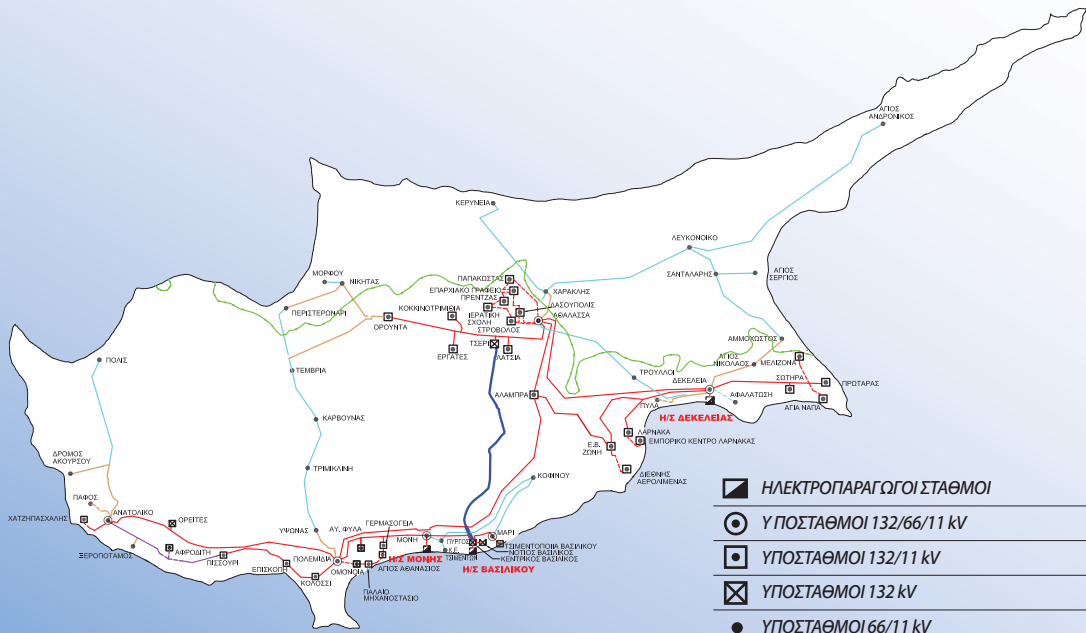 ΑΓΙΟΣ
ΑΝΔΡΟΝΙΚΟΣ
ΚΕΡΥΝΕΙΑ
ΛΕΥΚΟΝΟΙΚΟ
ΜΟΡΦΟΥ
ΝΙΚΗΤΑΣ
ΠΑΠΑΚΩΣΤΑΣ
ΕΠΑΡΧΙΑΚΟ ΓΡΑΦΕΙΟ
ΠΡΕΝΤΖΑΣ
ΧΑΡΑΚΛΗΣ
ΣΑΝΤΑΛΑΡΗΣ
ΑΓΙΟΣ
ΣΕΡΓΙΟΣ
ΠΕΡΙΣΤΕΡΩΝΑΡΙ
ΚΟΚΚΙΝΟΤΡΙΜΙΘΙΑ
ΙΕΡΑΤΙΚΗ
ΣΧΟΛΗ
ΔΑΣΟΥΠΟΛΙΣ
ΑΘΑΛΑΣΣΑ
ΟΡΟΥΝΤΑ
ΣΤΡΟΒΟΛΟΣ
ΤΣΕΡΙ
ΛΑΤΣΙΑ
ΕΡΓΑΤΕΣ
ΑΜΜΟΧΩΣΤΟΣ
ΑΓΙΟΣ
ΝΙΚΟΛΑΟΣ
ΜΕΛΙΖΟΝΑ
ΠΟΛΙΣ
ΤΕΜΒΡΙΑ
ΤΡΟΥΛΛΟΙ
ΔΕΚΕΛΕΙΑ
ΣΩΤΗΡΑ
ΠΡΩΤΑΡΑΣ
ΑΛΑΜΠΡΑ
ΠΥΛΑ
ΑΦΑΛΑΤΩΣΗ
ΑΓΙΑ ΝΑΠΑ
Η/Σ ΔΕΚΕΛΕΙΑΣ
ΚΑΡΒΟΥΝΑΣ
ΛΑΡΝΑΚΑ
ΕΜΠΟΡΙΚΟ ΚΕΝΤΡΟ ΛΑΡΝΑΚΑΣ
Ε.Β.
ΖΩΝΗ
ΔΡΟΜΟΣ
ΑΚΟΥΡΣΟΥ
ΤΡΙΜΙΚΛΙΝΗ
ΚΟΦΙΝΟΥ
ΔΙΕΘΝΗΣ
ΑΕΡΟΛΙΜΕΝΑΣ
ΠΑΦΟΣ
ΑΝΑΤΟΛΙΚΟ
ΧΑΤΖΗΠΑΣΧΑΛΗΣ
ΟΡΕΙΤΕΣ
ΥΨΩΝΑΣ
ΑΥ. ΦΥΛΑ
ΓΕΡΜΑΣΟΓΕΙΑ
ΜΟΝΗ
ΠΥΡΓΟΣ
ΜΑΡΙ
ΞΕΡΟΠΟΤΑΜΟΣ
ΑΦΡΟΔΙΤΗ
ΠΙΣΣΟΥΡΙ
ΠΟΛΕΜΙΔΙΑ
Η/Σ ΜΟΝΗΣ
Κ.Ε.
ΤΣΙΜΕΝΤΟΠΟΙΙΑ ΒΑΣΙΛΙΚΟΥ
ΝΟΤΙΟΣ ΒΑΣΙΛΙΚΟΣ
ΚΕΝΤΡΙΚΟΣ ΒΑΣΙΛΙΚΟΣ
ΕΠΙΣΚΟΠΗ
ΚΟΛΟΣΣΙ
ΟΜΟΝΟΙΑ
ΑΓΙΟΣ ΑΘΑΝΑΣΙΟΣ
Η/Σ ΒΑΣΙΛΙΚΟΥ
ΠΑΛΑΙΟ
ΜΗΧΑΝΟΣΤΑΣΙΟ
ΗΛΕΚΤΡΟΠΑΡΑΓΩΓΟΙ ΣΤΑΘΜΟΙ
Υ ΠΟΣΤΑΘΜΟΙ 132/66/11 kV
ΥΠΟΣΤΑΘΜΟΙ 132/11 kV
ΥΠΟΣΤΑΘΜΟΙ 132 kV
ΥΠΟΣΤΑΘΜΟΙ 66/11 kV